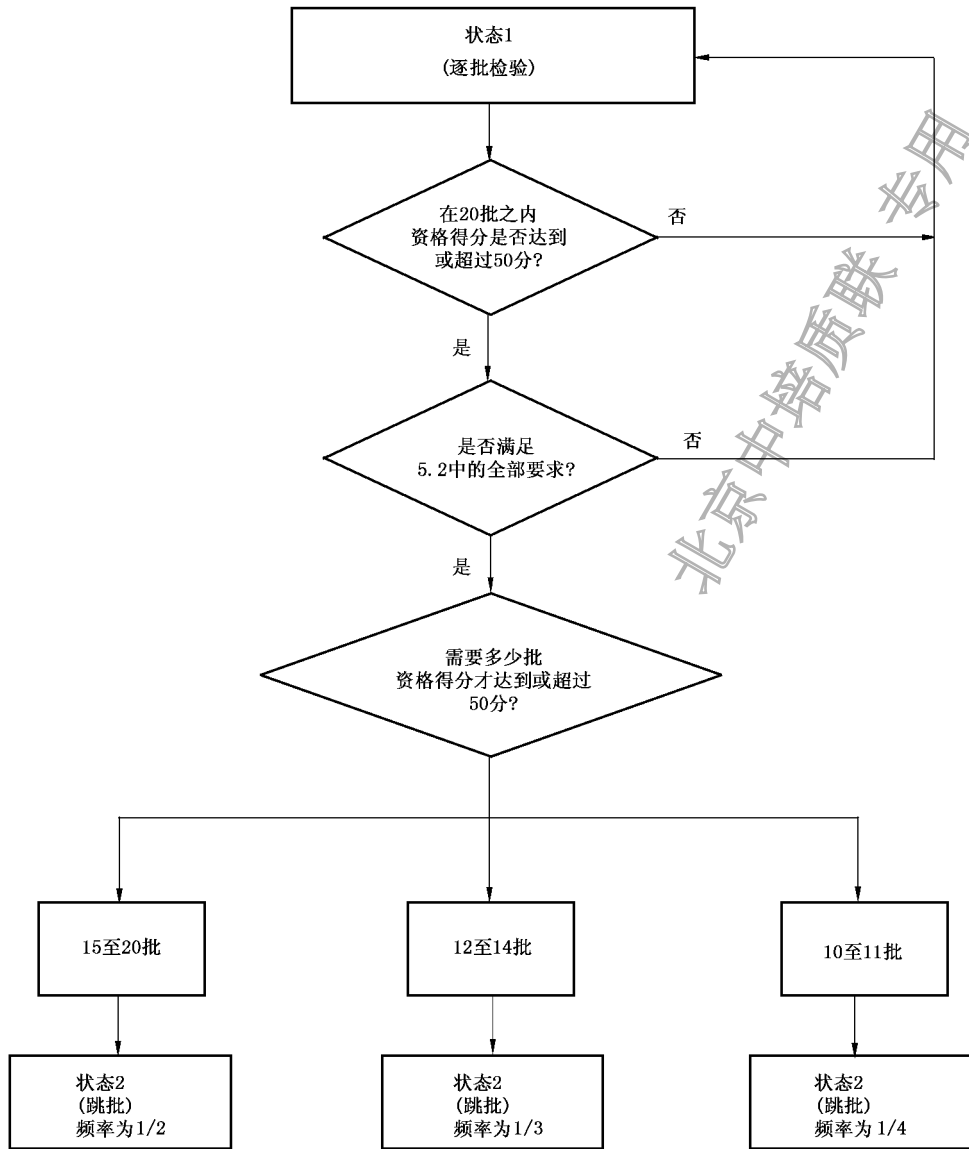 状态1
(逐批检验)
在20批之内
资格得分是否达到
或超过50分?
否
是
是否满足
5.2中的全部要求?
否
是
需要多少批
资格得分才达到或超过
50分?
15至20批
12至14批
10至11批
状态2
(跳批)
频率为1/2
状态2
(跳批)
频率为1/3
状态2
(跳批)
频率为1/4
北京中培质联 专用